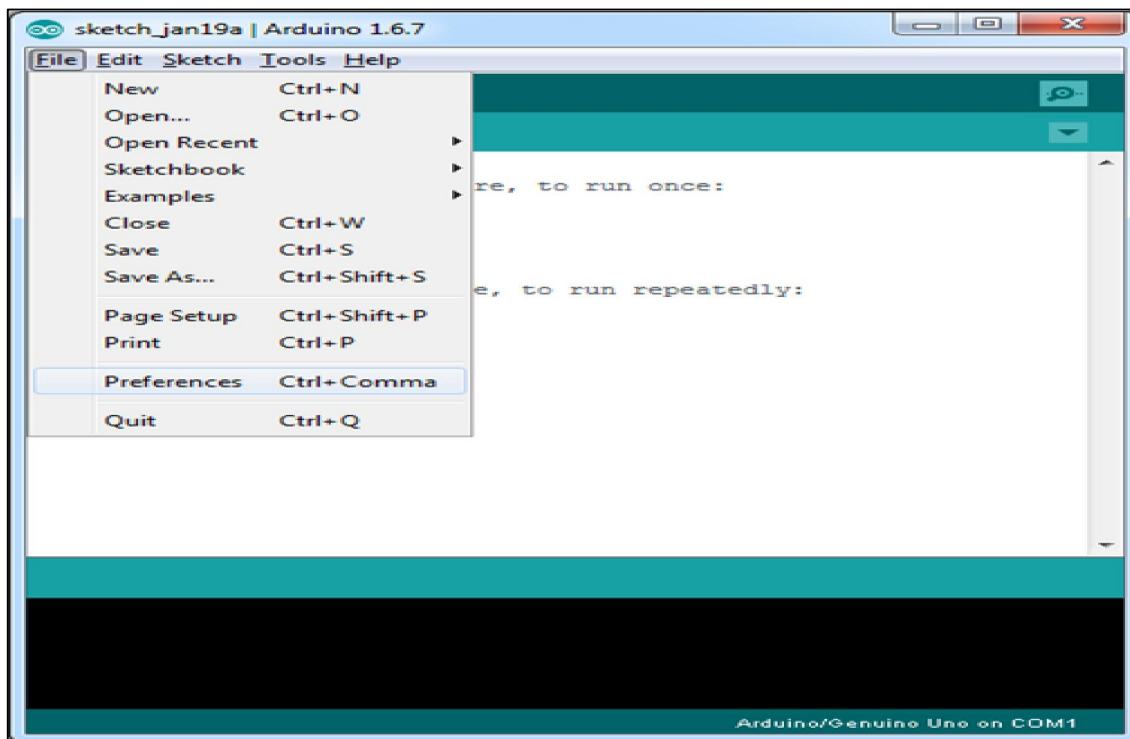 sketch_jan19a | Arduino 1.6.7
File Edit Sketch Tools Help
New Ctrl+N
Open... Ctrl+O
Open Recent
Sketchbook
Examples
re, to run once:
Close Ctrl+W
Save Ctrl+S
Save As... Ctrl+Shift+S
e, to run repeatedly:
Page Setup Ctrl+Shift+P
Print Ctrl+P
Preferences Ctrl+Comma
Quit Ctrl+Q
Arduino/Genuino Uno on COM1